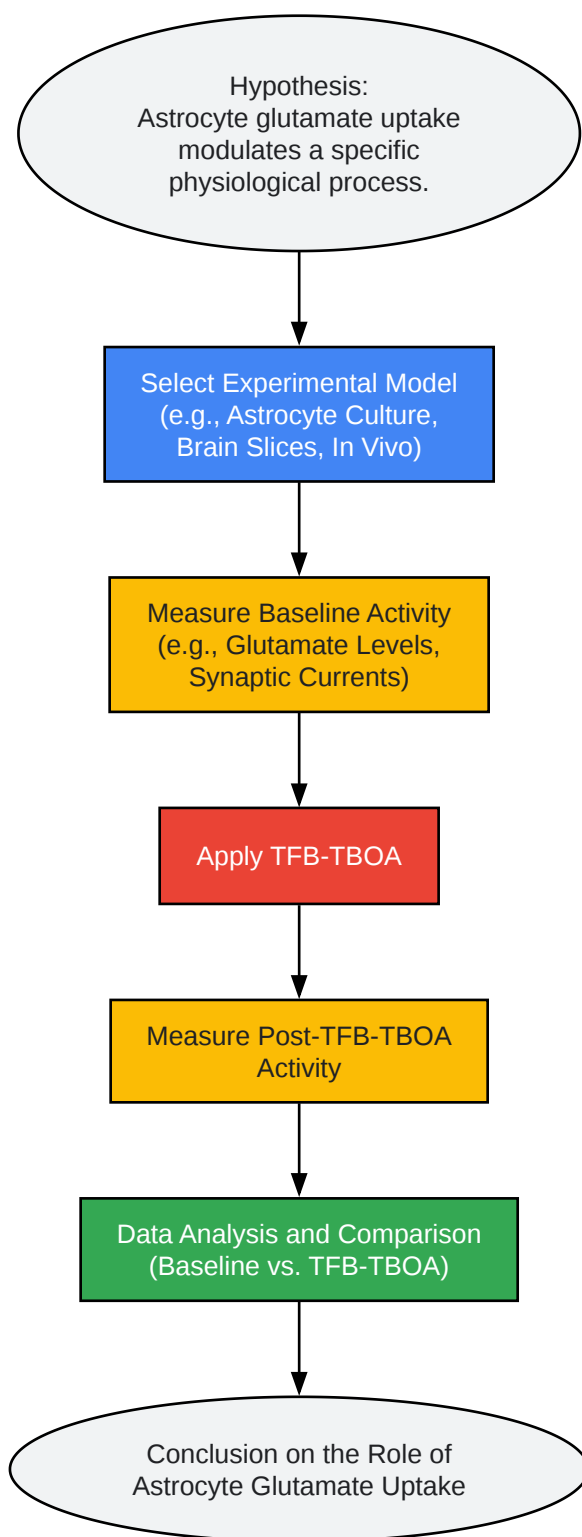 Hypothesis:
Astrocyte glutamate uptake
modulates a specific
physiological process.
Select Experimental Model
(e.g., Astrocyte Culture,
Brain Slices, In Vivo)
Measure Baseline Activity
(e.g., Glutamate Levels,
Synaptic Currents)
Apply TFB-TBOA
Measure Post-TFB-TBOA
Activity
Data Analysis and Comparison
(Baseline vs. TFB-TBOA)
Conclusion on the Role of
Astrocyte Glutamate Uptake